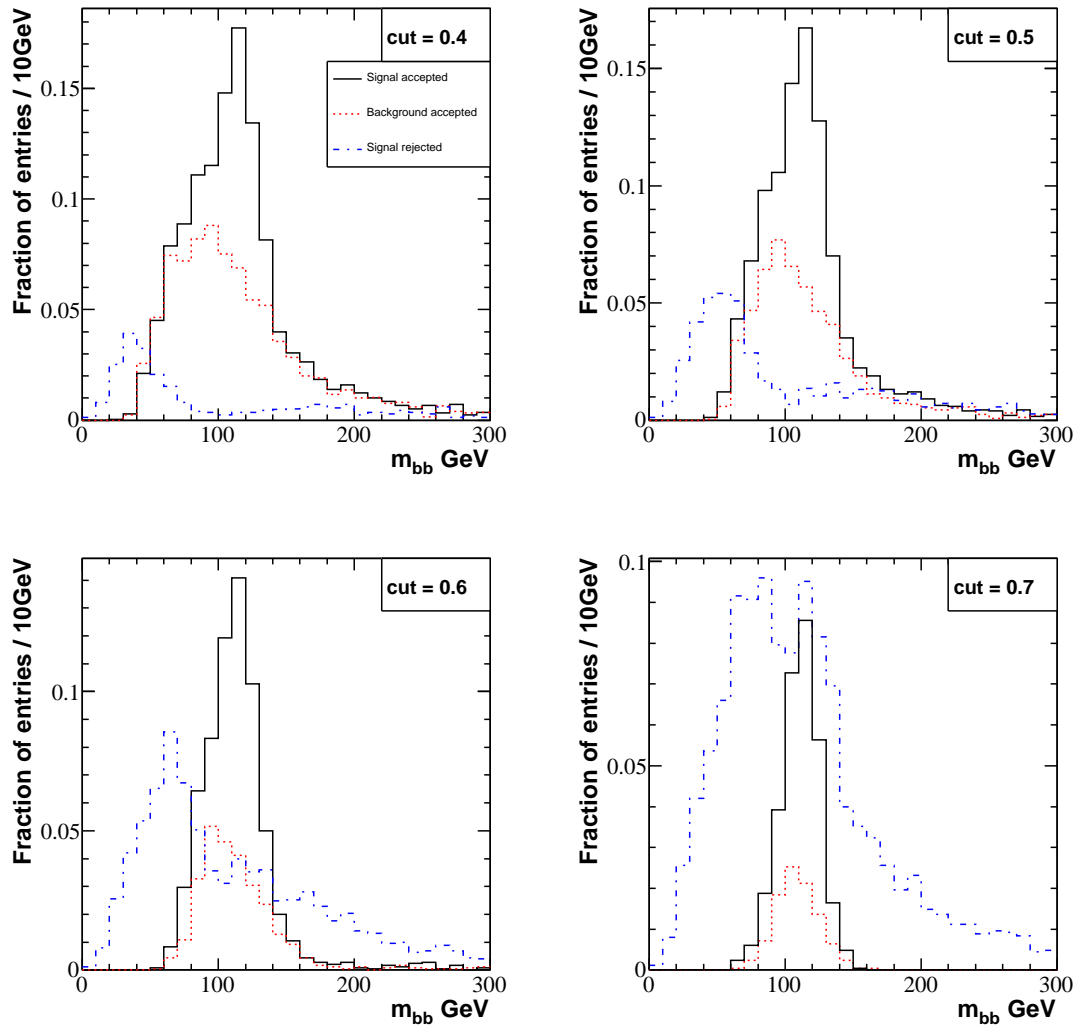 cut = 0.4
Signal accepted
Background accepted
Signal rejected
Fraction of entries / 10GeV
0.15
0.1
0.05
0
0 100 200 300
m_bb GeV
cut = 0.5
Fraction of entries / 10GeV
0.15
0.1
0.05
0
0 100 200 300
m_bb GeV
cut = 0.6
Fraction of entries / 10GeV
0.1
0.05
0
0 100 200 300
m_bb GeV
cut = 0.7
Fraction of entries / 10GeV
0.1
0.05
0
0 100 200 300
m_bb GeV